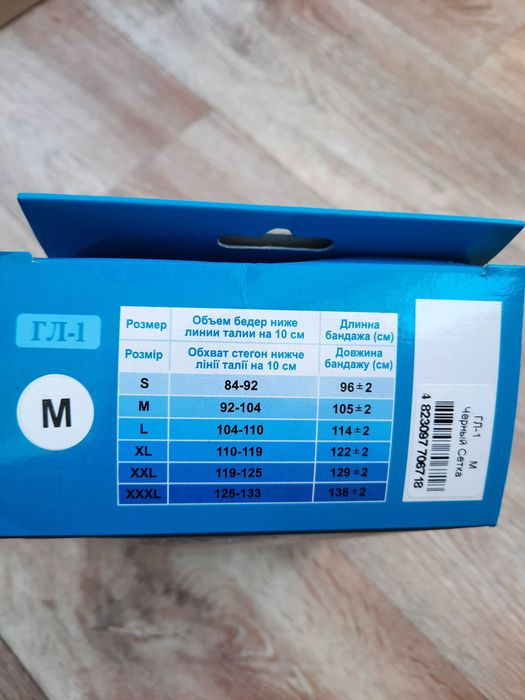 ГЛ-1
M
Розмер Объем бедер ниже линии талии на 10 см Длинна бандажа (см)
Розмір Обхват стегон нижче лінії талії на 10 см Довжина бандажу (см)
S 84-92 96±2
M 92-104 105±2
L 104-110 114±2
XL 110-119 122±2
XXL 119-125 129±2
XXXL 125-133 138±2
ГЛ-1 M
Черный Сетка
4 823097 706718